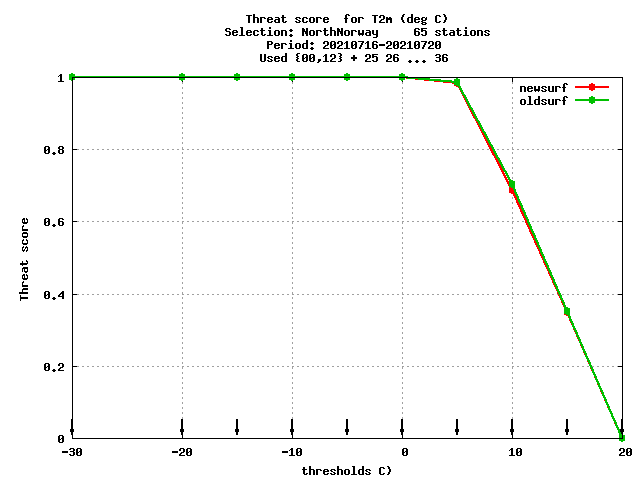 Threat score  for T2m (deg C)
Selection: NorthNorway     65 stations
Period: 20210716-20210720
Used {00,12} + 25 26 ... 36
newsurf
oldsurf
1
0.8
0.6
0.4
0.2
0
Threat score
-30
-20
-10
0
10
20
thresholds C)